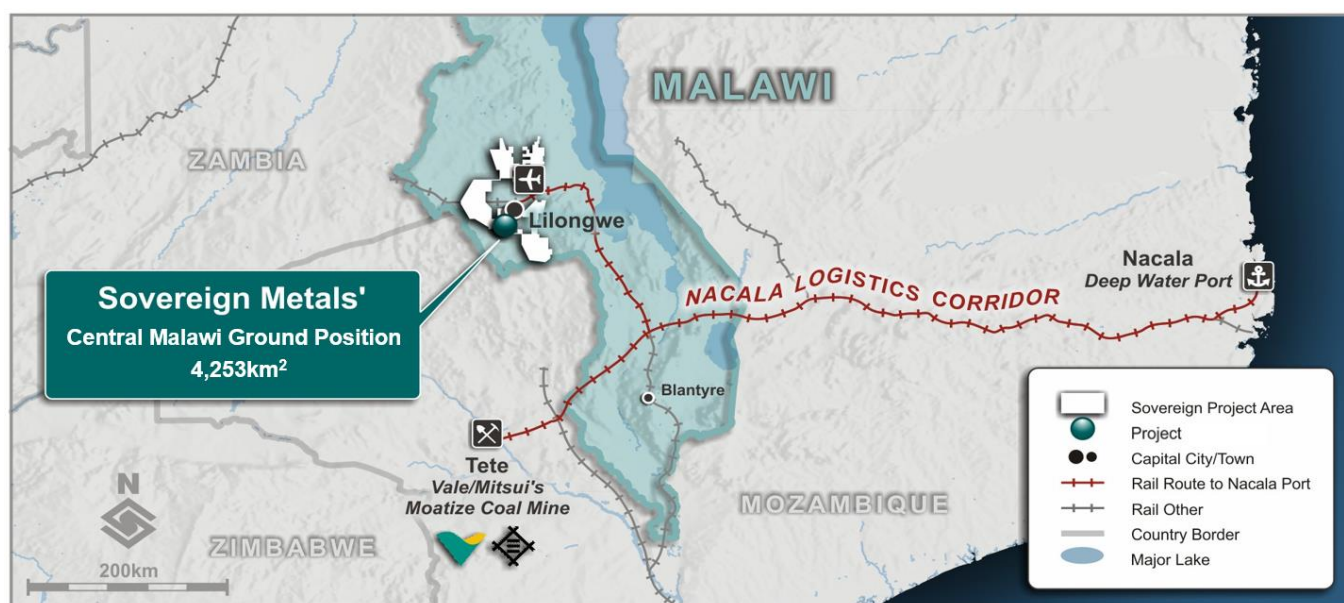 MALAWI
ZAMBIA
Lilongwe
Nacala
Deep Water Port
NACALA LOGISTICS CORRIDOR
Sovereign Metals'
Central Malawi Ground Position
4,253km²
Blantyre
Tete
Vale/Mitsui's
Moatize Coal Mine
MOZAMBIQUE
ZIMBABWE
N
200km
Sovereign Project Area
Project
Capital City/Town
Rail Route to Nacala Port
Rail Other
Country Border
Major Lake